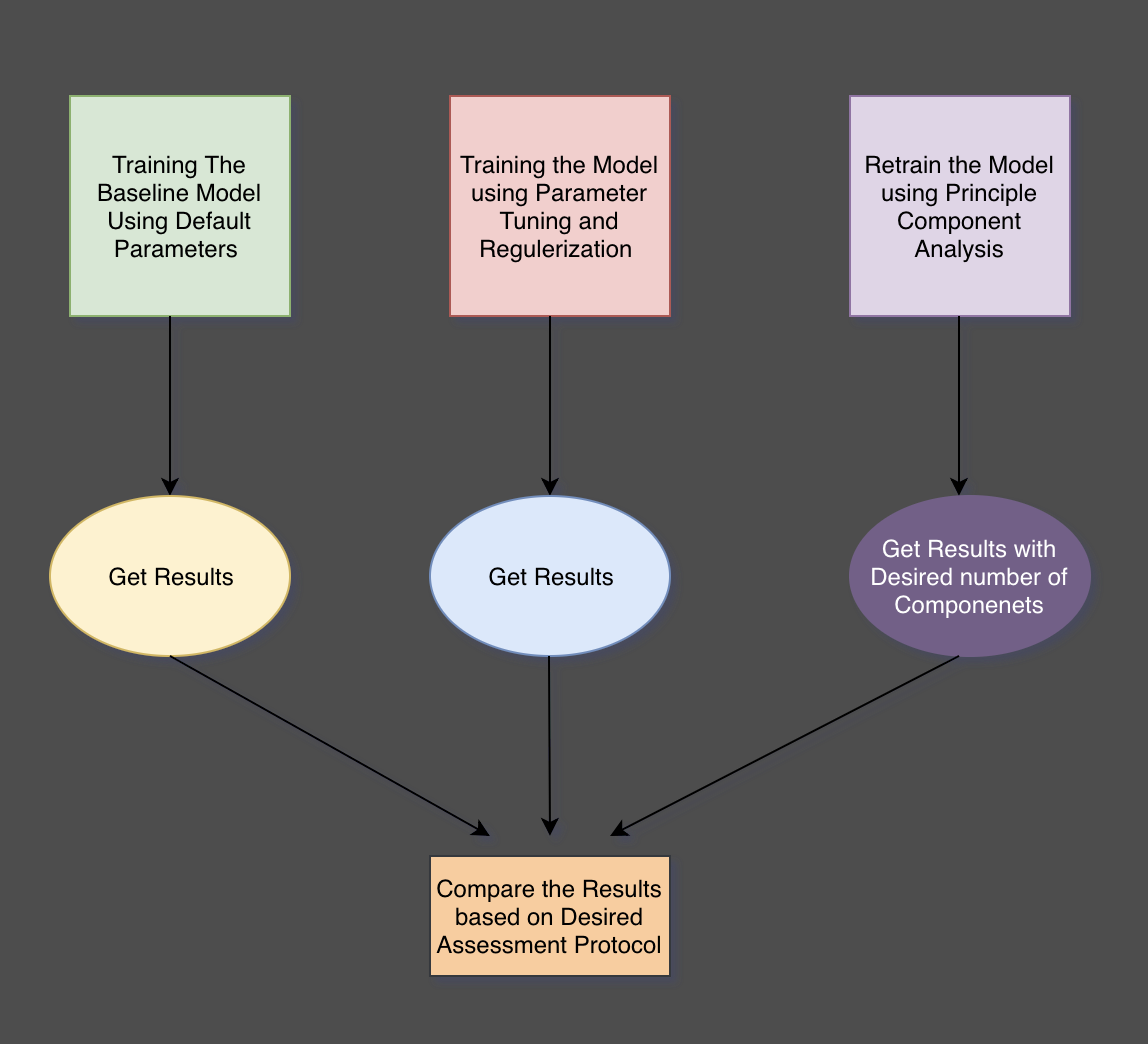 Training The
Baseline Model
Using Default
Parameters
Training the Model
using Parameter
Tuning and
Regulerization
Retrain the Model
using Principle
Component
Analysis
Get Results
Get Results
Get Results with
Desired number of
Componenets
Compare the Results
based on Desired
Assessment Protocol